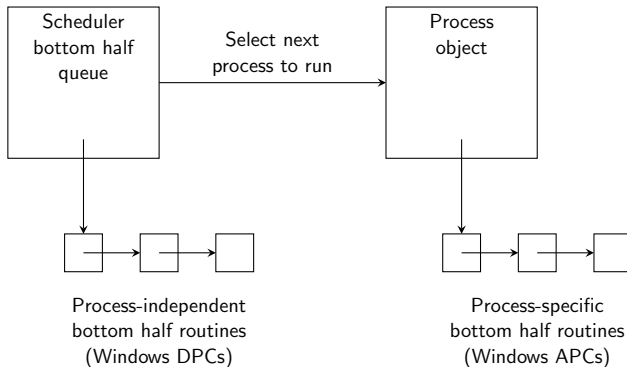 Scheduler
bottom half
queue
Select next
process to run
Process
object
Process-independent
bottom half routines
(Windows DPCs)
Process-specific
bottom half routines
(Windows APCs)